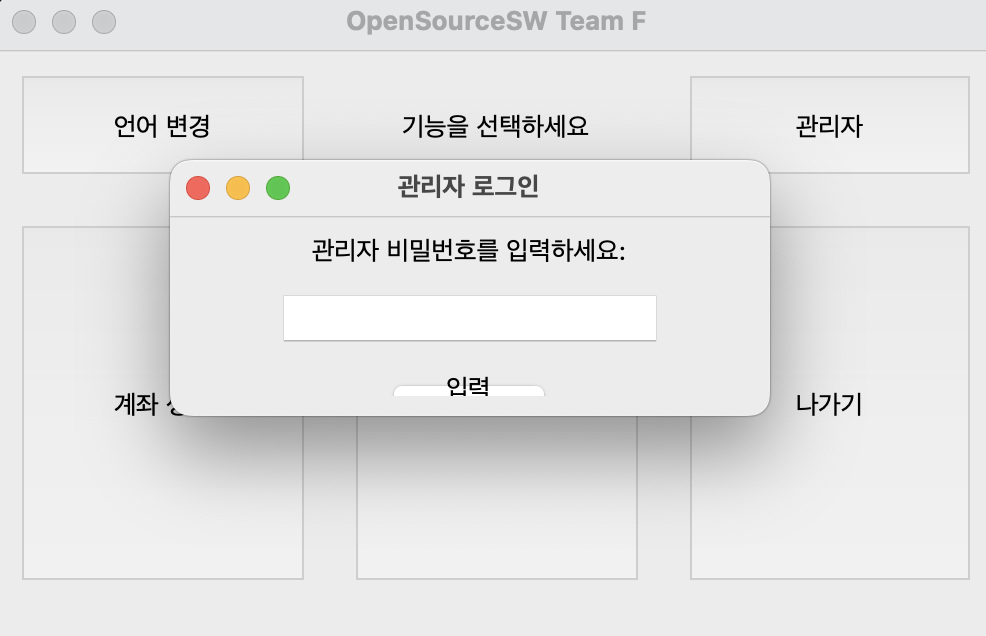 OpenSourceSW Team F
언어 변경
기능을 선택하세요
관리자
관리자 로그인
관리자 비밀번호를 입력하세요:
입력
계좌
나가기